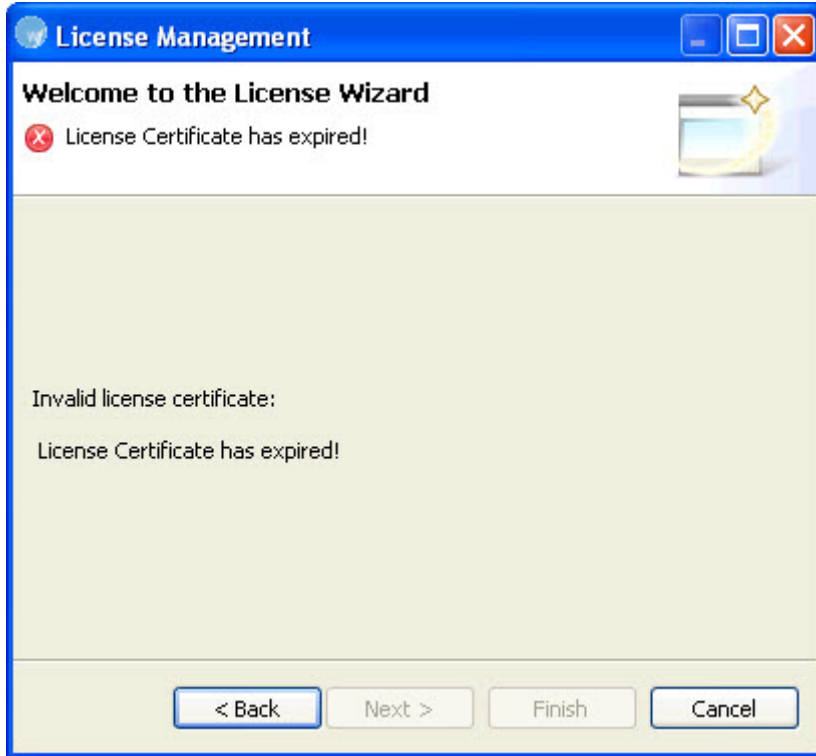 License Management
Welcome to the License Wizard
License Certificate has expired!
Invalid license certificate:
License Certificate has expired!
< Back Next > Finish Cancel